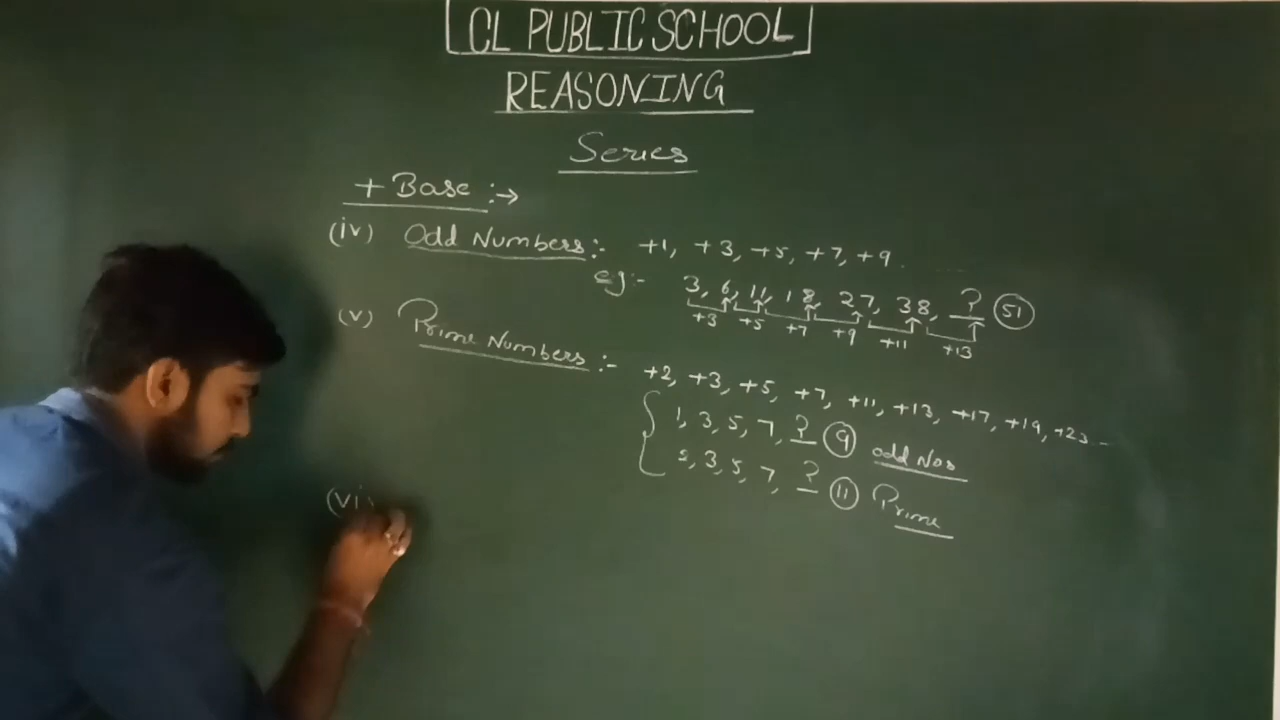 CL PUBLIC SCHOOL
REASONING
Series
+ Base :→
(iv) Odd Numbers :- +1, +3, +5, +7, +9
eg:- 3, 6, 11, 18, 27, 38, ? 51
+3 +5 +7 +9 +11 +13
(v) Prime Numbers :- +2, +3, +5, +7, +11, +13, +17, +19, +23 --
1, 3, 5, 7, ? 9 odd Nos
2, 3, 5, 7, ? 11 Prime
(vi)